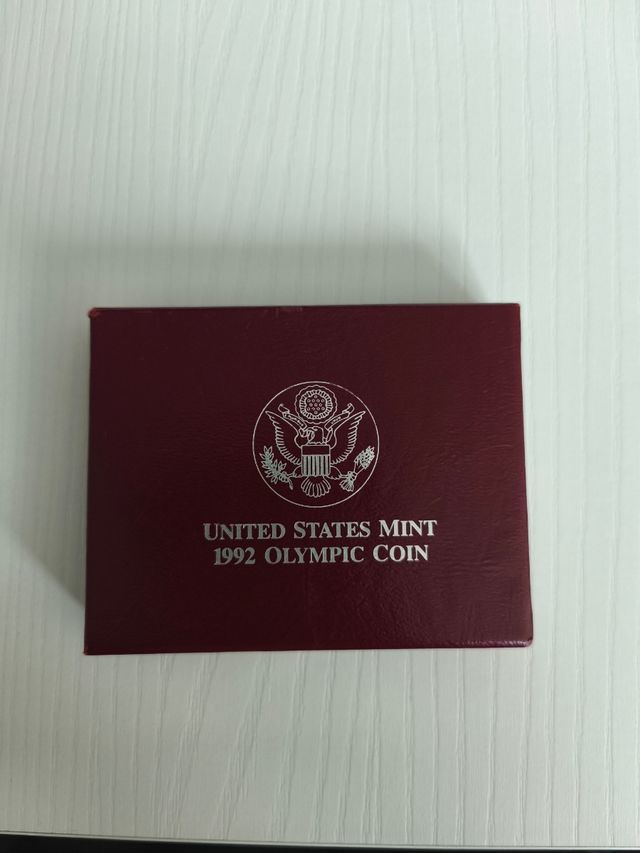 UNITED STATES MINT
1992 OLYMPIC COIN